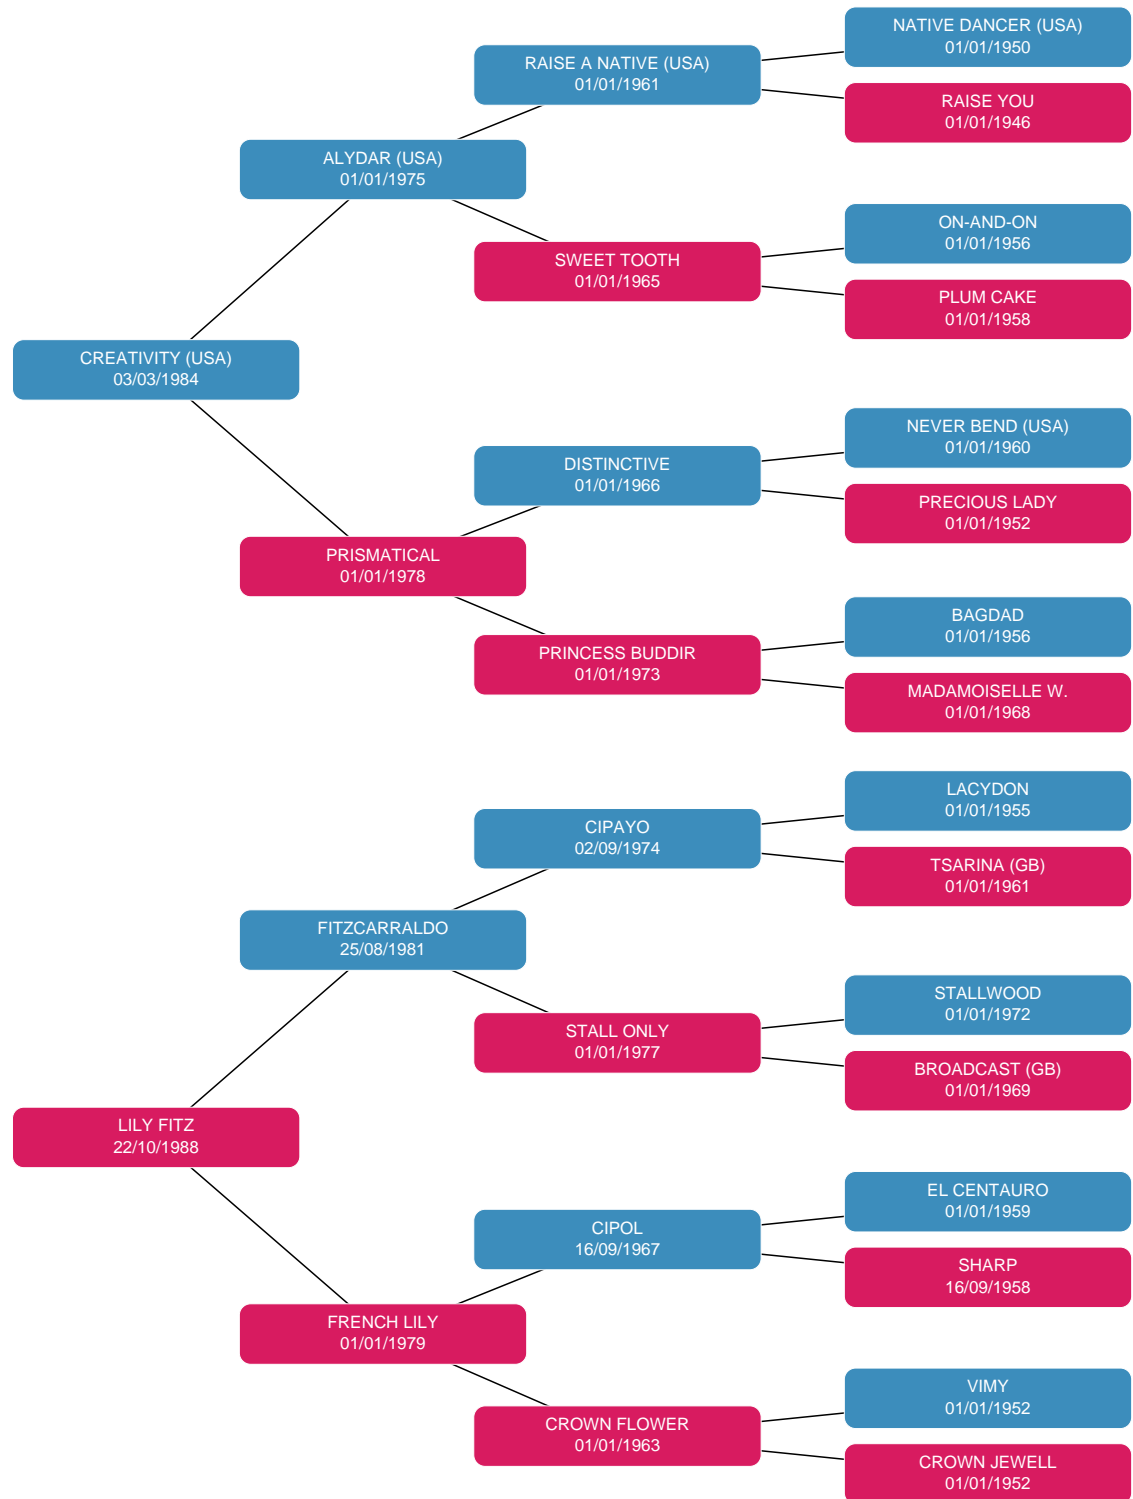 NATIVE DANCER (USA)
01/01/1950
RAISE A NATIVE (USA)
01/01/1961
RAISE YOU
01/01/1946
ALYDAR (USA)
01/01/1975
ON-AND-ON
01/01/1956
SWEET TOOTH
01/01/1965
PLUM CAKE
01/01/1958
CREATIVITY (USA)
03/03/1984
NEVER BEND (USA)
01/01/1960
DISTINCTIVE
01/01/1966
PRECIOUS LADY
01/01/1952
PRISMATICAL
01/01/1978
BAGDAD
01/01/1956
PRINCESS BUDDIR
01/01/1973
MADAMOISELLE W.
01/01/1968
LACYDON
01/01/1955
CIPAYO
02/09/1974
TSARINA (GB)
01/01/1961
FITZCARRALDO
25/08/1981
STALLWOOD
01/01/1972
STALL ONLY
01/01/1977
BROADCAST (GB)
01/01/1969
LILY FITZ
22/10/1988
EL CENTAURO
01/01/1959
CIPOL
16/09/1967
SHARP
16/09/1958
FRENCH LILY
01/01/1979
VIMY
01/01/1952
CROWN FLOWER
01/01/1963
CROWN JEWELL
01/01/1952